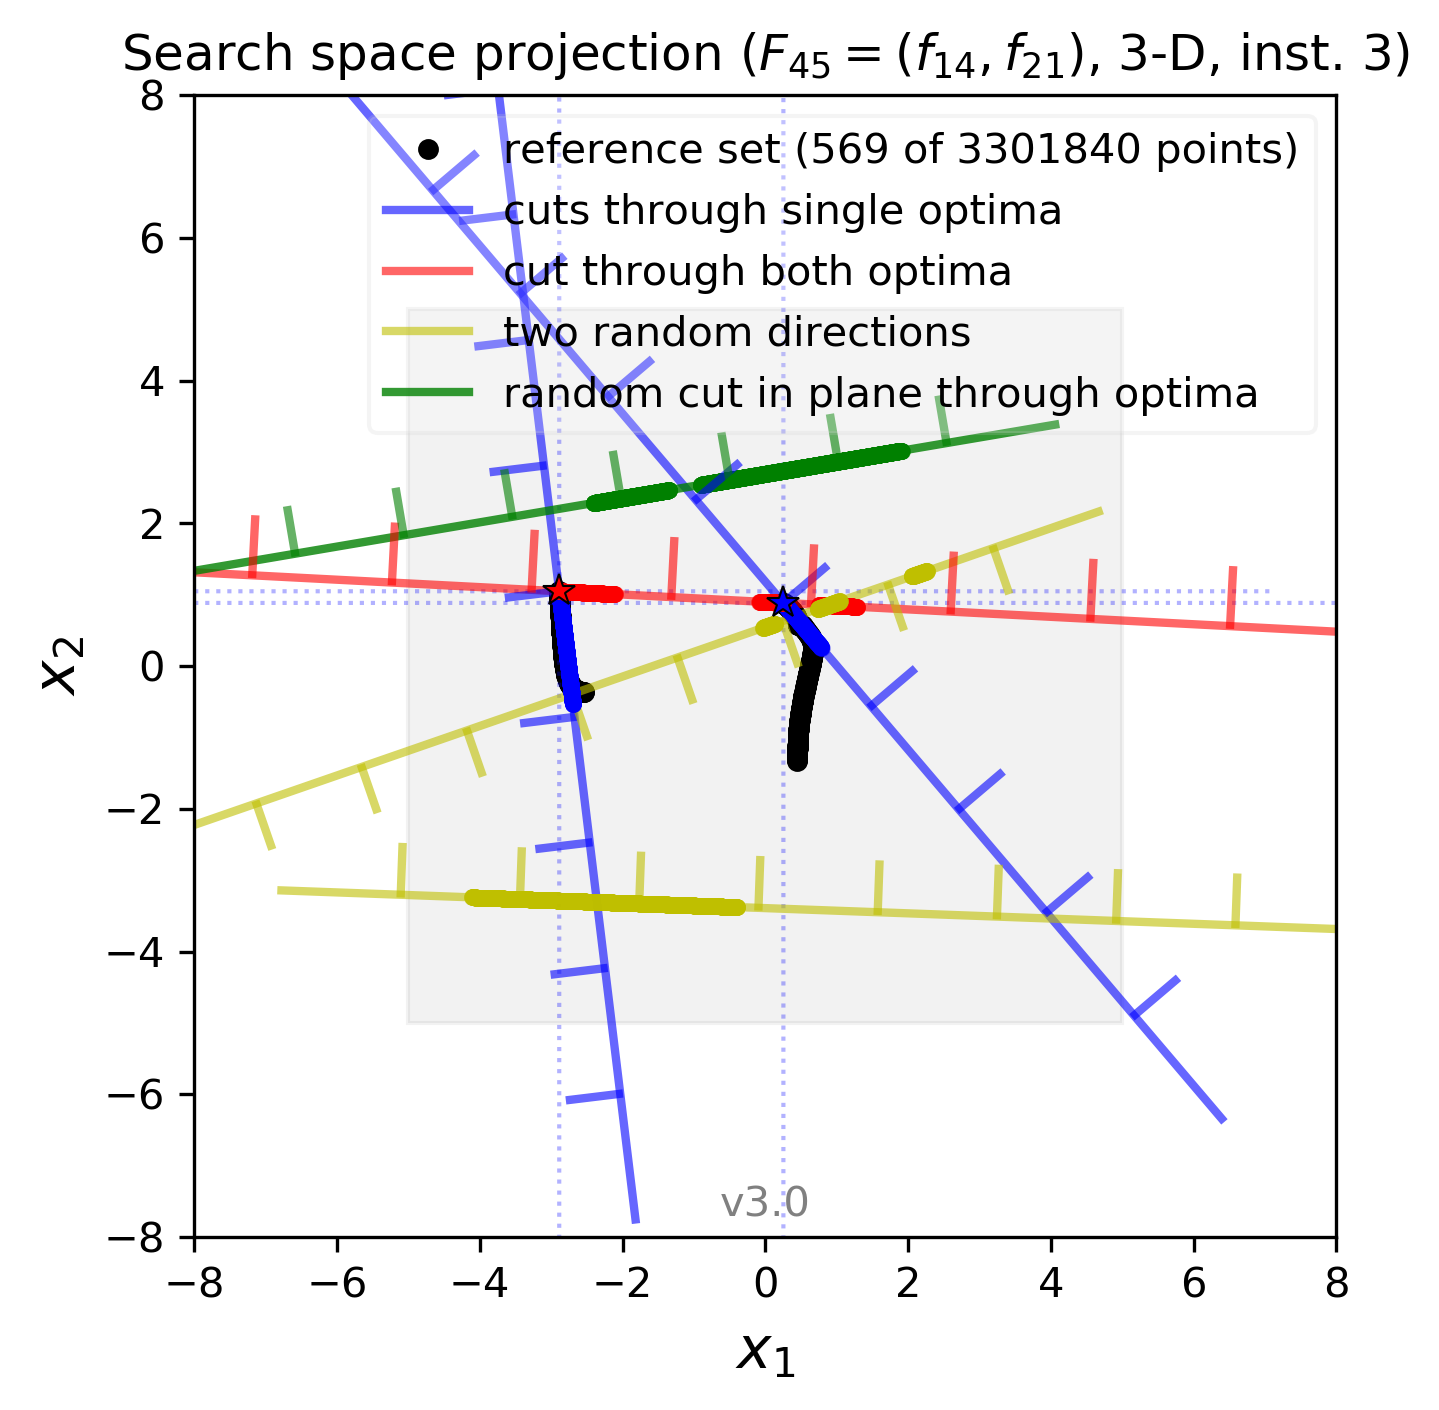 Search space projection (F45 = (f14, f21), 3-D, inst. 3)
8
6
4
2
0
−2
−4
−6
−8
x2
reference set (569 of 3301840 points)
cuts through single optima
cut through both optima
two random directions
random cut in plane through optima
v3.0
−8 −6 −4 −2 0 2 4 6 8
x1